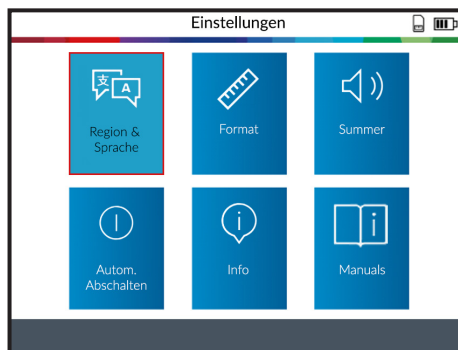 Einstellungen
Region &
Sprache
Format
Summer
Autom.
Abschalten
Info
Manuals